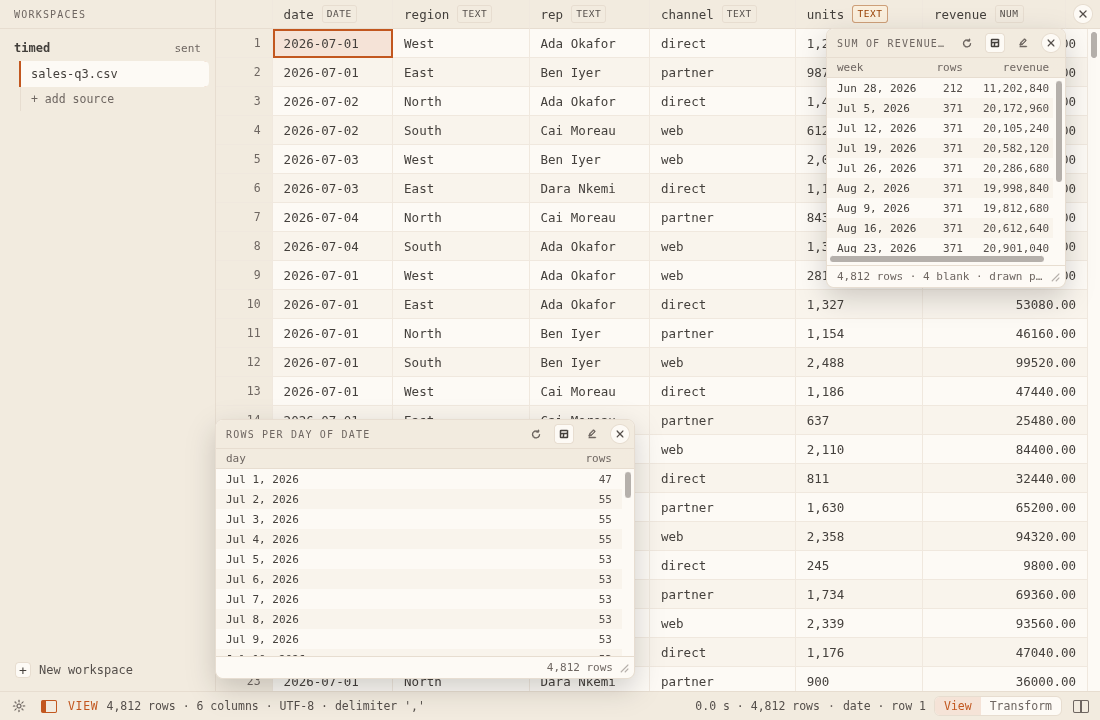 WORKSPACES
timed sent
sales-q3.csv
+ add source
+ New workspace
date DATE region TEXT rep TEXT channel TEXT units TEXT revenue NUM
1 2026-07-01 West Ada Okafor direct
2 2026-07-01 East Ben Iyer partner
3 2026-07-02 North Ada Okafor direct
4 2026-07-02 South Cai Moreau web
5 2026-07-03 West Ben Iyer web
6 2026-07-03 East Dara Nkemi direct
7 2026-07-04 North Cai Moreau partner
8 2026-07-04 South Ada Okafor web
9 2026-07-01 West Ada Okafor web
10 2026-07-01 East Ada Okafor direct 1,327 53080.00
11 2026-07-01 North Ben Iyer partner 1,154 46160.00
12 2026-07-01 South Ben Iyer web 2,488 99520.00
13 2026-07-01 West Cai Moreau direct 1,186 47440.00
14 2026-07-01 East Cai Moreau partner 637 25480.00
web 2,110 84400.00
direct 811 32440.00
partner 1,630 65200.00
web 2,358 94320.00
direct 245 9800.00
partner 1,734 69360.00
web 2,339 93560.00
direct 1,176 47040.00
23 2026-07-01 North Dara Nkemi partner 900 36000.00
SUM OF REVENUE…
week rows revenue
Jun 28, 2026 212 11,202,840
Jul 5, 2026 371 20,172,960
Jul 12, 2026 371 20,105,240
Jul 19, 2026 371 20,582,120
Jul 26, 2026 371 20,286,680
Aug 2, 2026 371 19,998,840
Aug 9, 2026 371 19,812,680
Aug 16, 2026 371 20,612,640
Aug 23, 2026 371 20,901,040
4,812 rows · 4 blank · drawn p…
ROWS PER DAY OF DATE
day rows
Jul 1, 2026 47
Jul 2, 2026 55
Jul 3, 2026 55
Jul 4, 2026 55
Jul 5, 2026 53
Jul 6, 2026 53
Jul 7, 2026 53
Jul 8, 2026 53
Jul 9, 2026 53
4,812 rows
VIEW 4,812 rows · 6 columns · UTF-8 · delimiter ','
0.0 s · 4,812 rows · date · row 1 View Transform